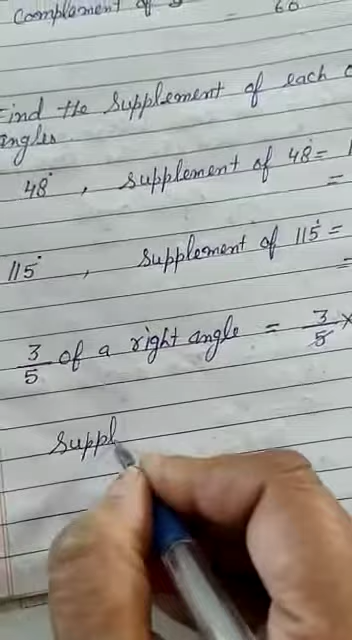 Complement of
= 60
Find the Supplement of each
angles
48°, Supplement of 48° =
=
115°, Supplement of 115° =
=
3/5 of a right angle = 3/5 ×
Suppl